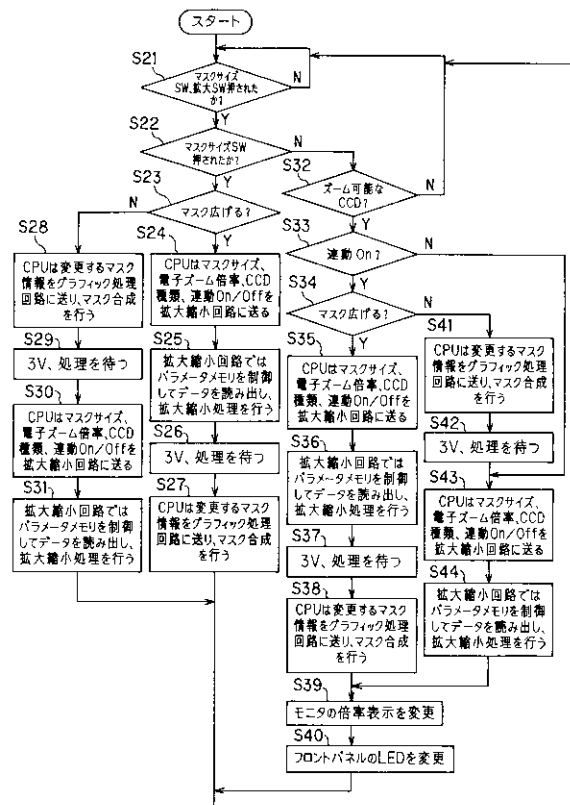 スタート
S21
マスクサイズ
SW、拡大SW押された
か?
N
Y
S22
マスクサイズSW
押されたか?
N
Y
S23
マスク広げる?
N
Y
S28
CPUは変更するマスク
情報をグラフィック処理
回路に送り、マスク合成
を行う
S29
3V、処理を待つ
S30
CPUはマスクサイズ、
電子ズーム倍率、CCD
種類、連動On/Offを
拡大縮小回路に送る
S31
拡大縮小回路では
パラメータメモリを制御
してデータを読み出し、
拡大縮小処理を行う
S24
CPUはマスクサイズ、
電子ズーム倍率、CCD
種類、連動On/Offを
拡大縮小回路に送る
S25
拡大縮小回路では
パラメータメモリを制御
してデータを読み出し、
拡大縮小処理を行う
S26
3V、処理を待つ
S27
CPUは変更するマスク
情報をグラフィック処理
回路に送り、マスク合成
を行う
S32
ズーム可能な
CCD?
N
Y
S33
連動On?
N
Y
S34
マスク広げる?
N
Y
S35
CPUはマスクサイズ、
電子ズーム倍率、CCD
種類、連動On/Offを
拡大縮小回路に送る
S36
拡大縮小回路では
パラメータメモリを制御
してデータを読み出し、
拡大縮小処理を行う
S37
3V、処理を待つ
S38
CPUは変更するマスク
情報をグラフィック処理
回路に送り、マスク合成
を行う
S41
CPUは変更するマスク
情報をグラフィック処理
回路に送り、マスク合成
を行う
S42
3V、処理を待つ
S43
CPUはマスクサイズ、
電子ズーム倍率、CCD
種類、連動On/Offを
拡大縮小回路に送る
S44
拡大縮小回路では
パラメータメモリを制御
してデータを読み出し、
拡大縮小処理を行う
S39
モニタの倍率表示を変更
S40
フロントパネルのLEDを変更